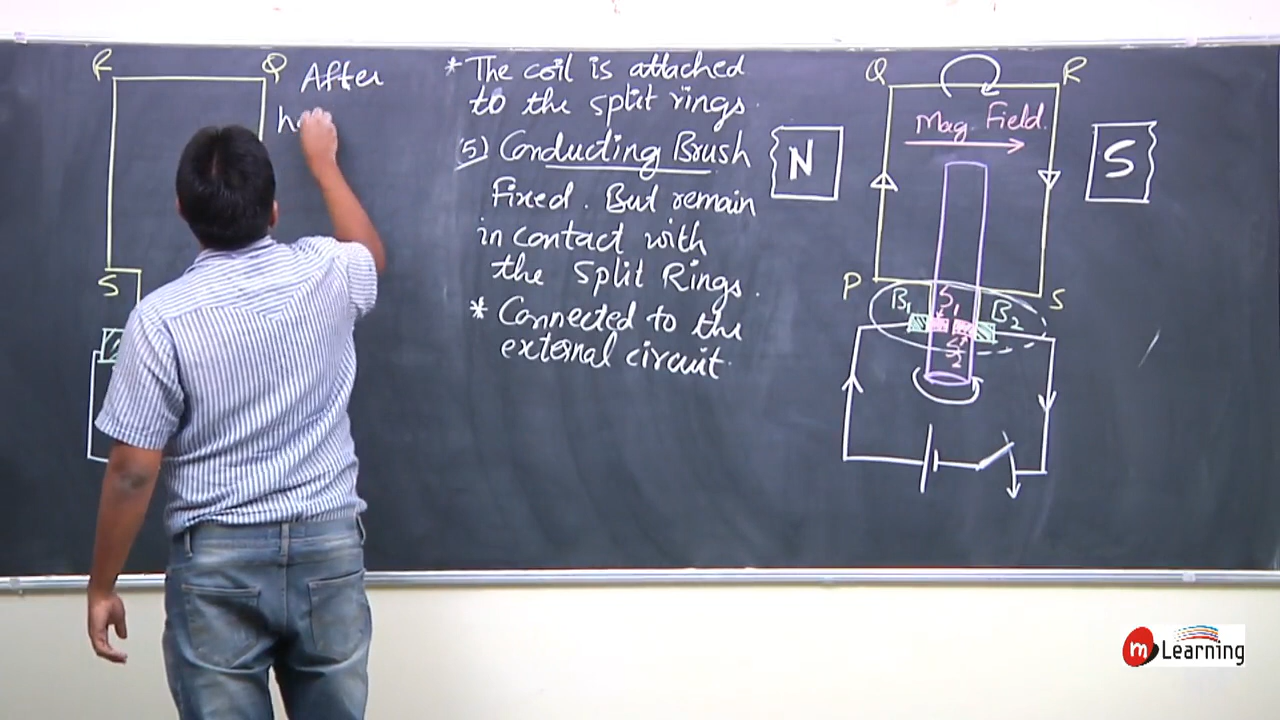 R
Q
After
S
* The coil is attached
to the split rings.
5) Conducting Brush
Fixed. But remain
in contact with
the Split Rings.
* Connected to the
external circuit.
Q
R
Mag. Field.
N
S
P
S
B1
S1
B2
S2
m Learning